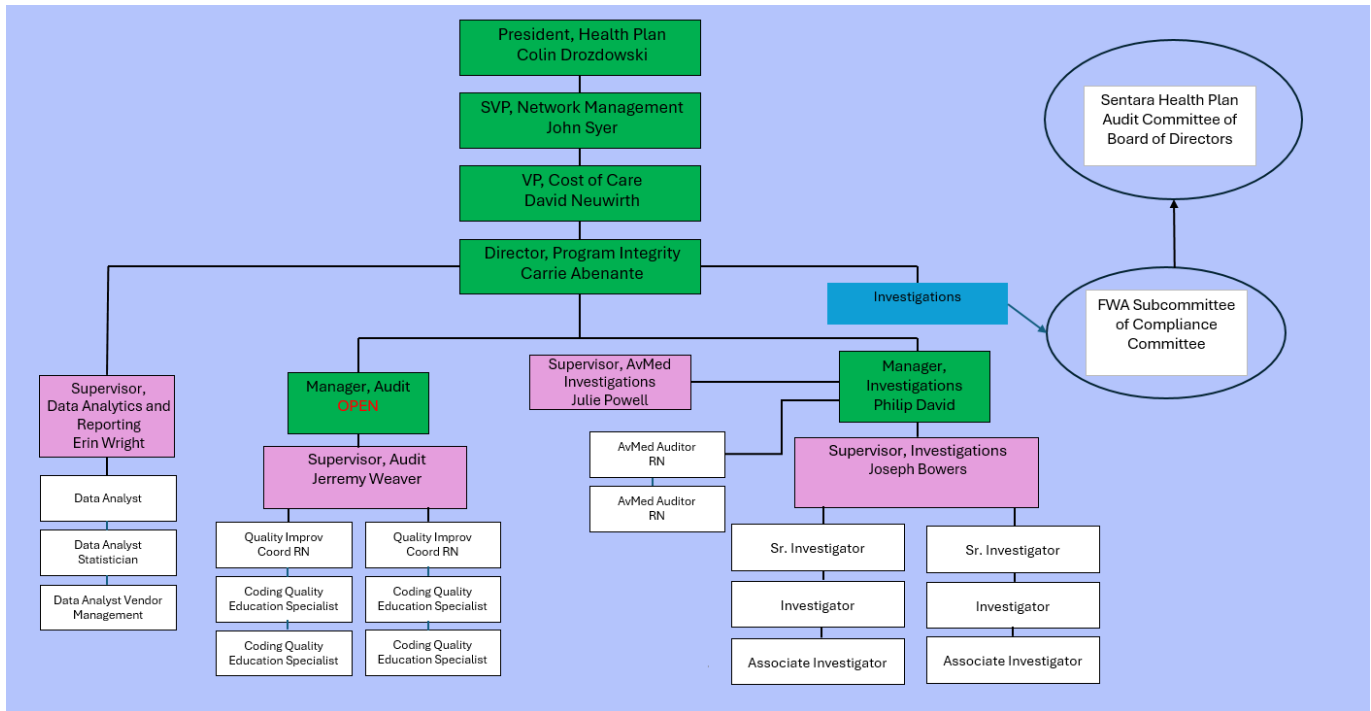 President, Health Plan
Colin Drozdowski
SVP, Network Management
John Syer
VP, Cost of Care
David Neuwirth
Director, Program Integrity
Carrie Abenante
Sentara Health Plan
Audit Committee of
Board of Directors
Investigations
FWA Subcommittee
of Compliance
Committee
Supervisor,
Data Analytics and
Reporting
Erin Wright
Data Analyst
Data Analyst
Statistician
Data Analyst Vendor
Management
Manager, Audit
OPEN
Supervisor, Audit
Jerremy Weaver
Quality Improv
Coord RN
Coding Quality
Education Specialist
Coding Quality
Education Specialist
Quality Improv
Coord RN
Coding Quality
Education Specialist
Coding Quality
Education Specialist
Supervisor, AvMed
Investigations
Julie Powell
Manager,
Investigations
Philip David
AvMed Auditor
RN
AvMed Auditor
RN
Supervisor, Investigations
Joseph Bowers
Sr. Investigator
Investigator
Associate Investigator
Sr. Investigator
Investigator
Associate Investigator